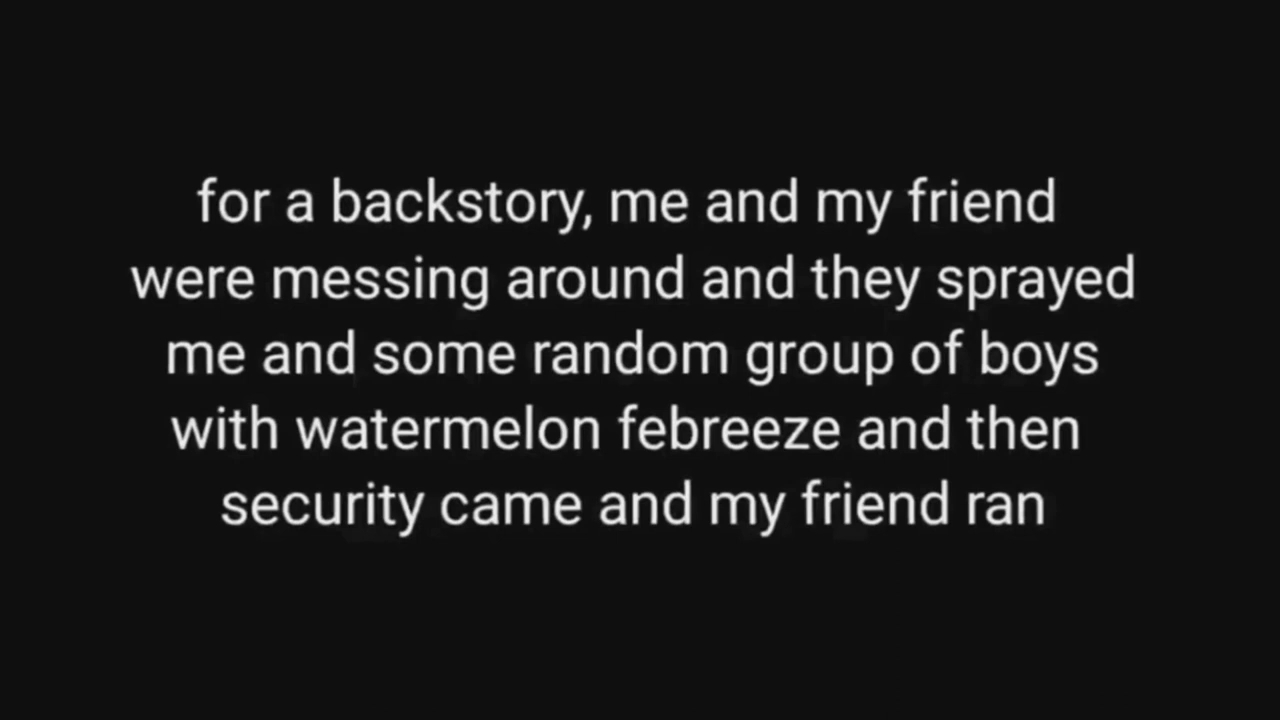 for a backstory, me and my friend
were messing around and they sprayed
me and some random group of boys
with watermelon febreeze and then
security came and my friend ran